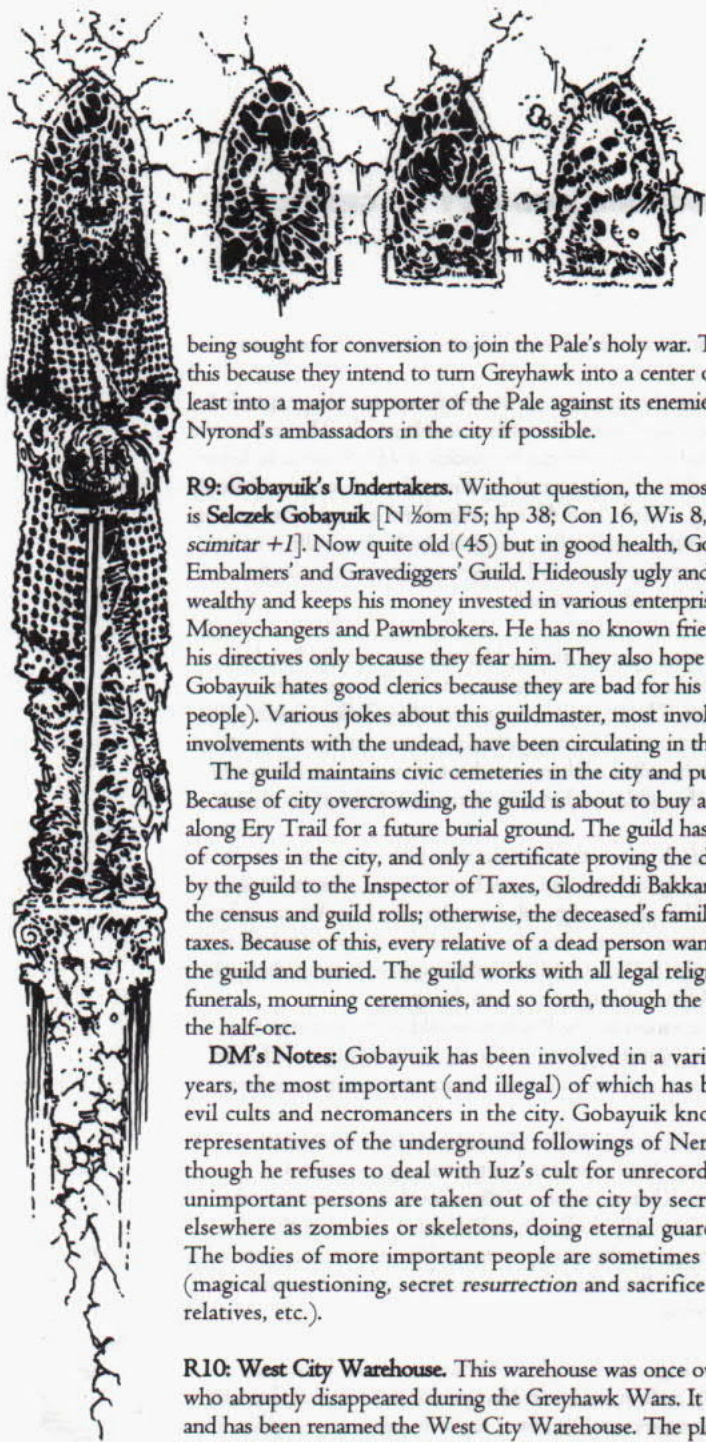 being sought for conversion to join the Pale's holy war. T
this because they intend to turn Greyhawk into a center o
least into a major supporter of the Pale against its enemie
Nyrond's ambassadors in the city if possible.
R9: Gobayuik's Undertakers. Without question, the mos
is Selczek Gobayuik [N ½om F5; hp 38; Con 16, Wis 8,
scimitar +1]. Now quite old (45) but in good health, Go
Embalmers' and Gravediggers' Guild. Hideously ugly and
wealthy and keeps his money invested in various enterpris
Moneychangers and Pawnbrokers. He has no known frie
his directives only because they fear him. They also hope
Gobayuik hates good clerics because they are bad for his
people). Various jokes about this guildmaster, most invol
involvements with the undead, have been circulating in th
The guild maintains civic cemeteries in the city and pu
Because of city overcrowding, the guild is about to buy a
along Ery Trail for a future burial ground. The guild has
of corpses in the city, and only a certificate proving the d
by the guild to the Inspector of Taxes, Glodreddi Bakkar
the census and guild rolls; otherwise, the deceased's famil
taxes. Because of this, every relative of a dead person wan
the guild and buried. The guild works with all legal relig
funerals, mourning ceremonies, and so forth, though the
the half-orc.
DM's Notes: Gobayuik has been involved in a vari
years, the most important (and illegal) of which has b
evil cults and necromancers in the city. Gobayuik kno
representatives of the underground followings of Ner
though he refuses to deal with Iuz's cult for unrecord
unimportant persons are taken out of the city by secr
elsewhere as zombies or skeletons, doing eternal guar
The bodies of more important people are sometimes
(magical questioning, secret resurrection and sacrifice
relatives, etc.).
R10: West City Warehouse. This warehouse was once ov
who abruptly disappeared during the Greyhawk Wars. It
and has been renamed the West City Warehouse. The pl